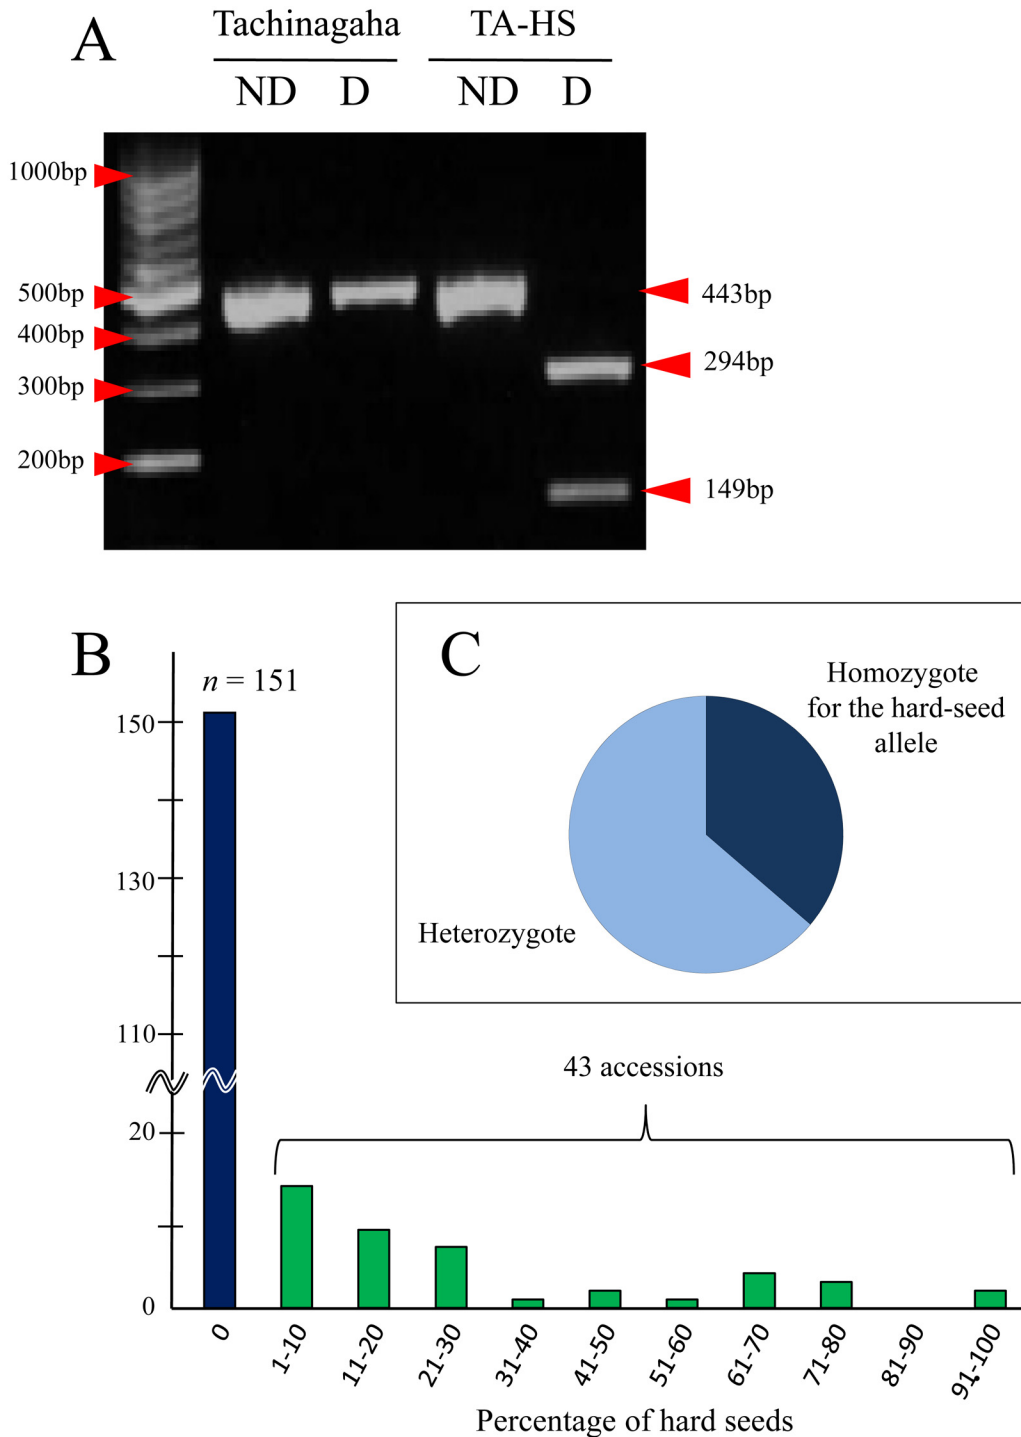 A
Tachinagaha
TA-HS
ND
D
ND
D
1000bp
500bp
400bp
300bp
200bp
443bp
294bp
149bp
B
n = 151
150
130
110
20
0
C
Homozygote
for the hard-seed
allele
Heterozygote
43 accessions
0
1-10
11-20
21-30
31-40
41-50
51-60
61-70
71-80
81-90
91-100
Percentage of hard seeds